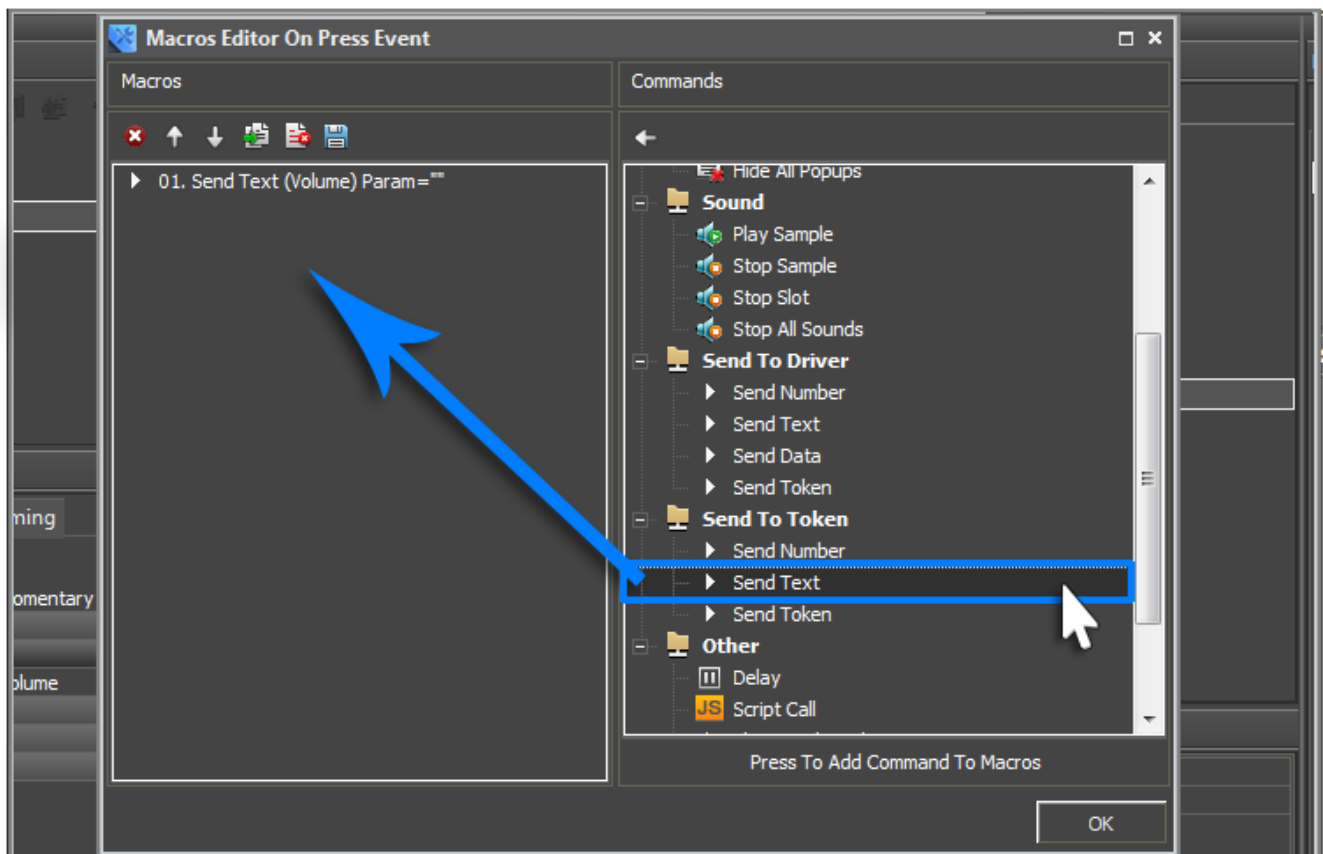 Macros Editor On Press Event
Macros
Commands
01. Send Text (Volume) Param=""
Hide All Popups
Sound
Play Sample
Stop Sample
Stop Slot
Stop All Sounds
Send To Driver
Send Number
Send Text
Send Data
Send Token
Send To Token
Send Number
Send Text
Send Token
Other
Delay
JS Script Call
Press To Add Command To Macros
OK
ming
omentary
olume